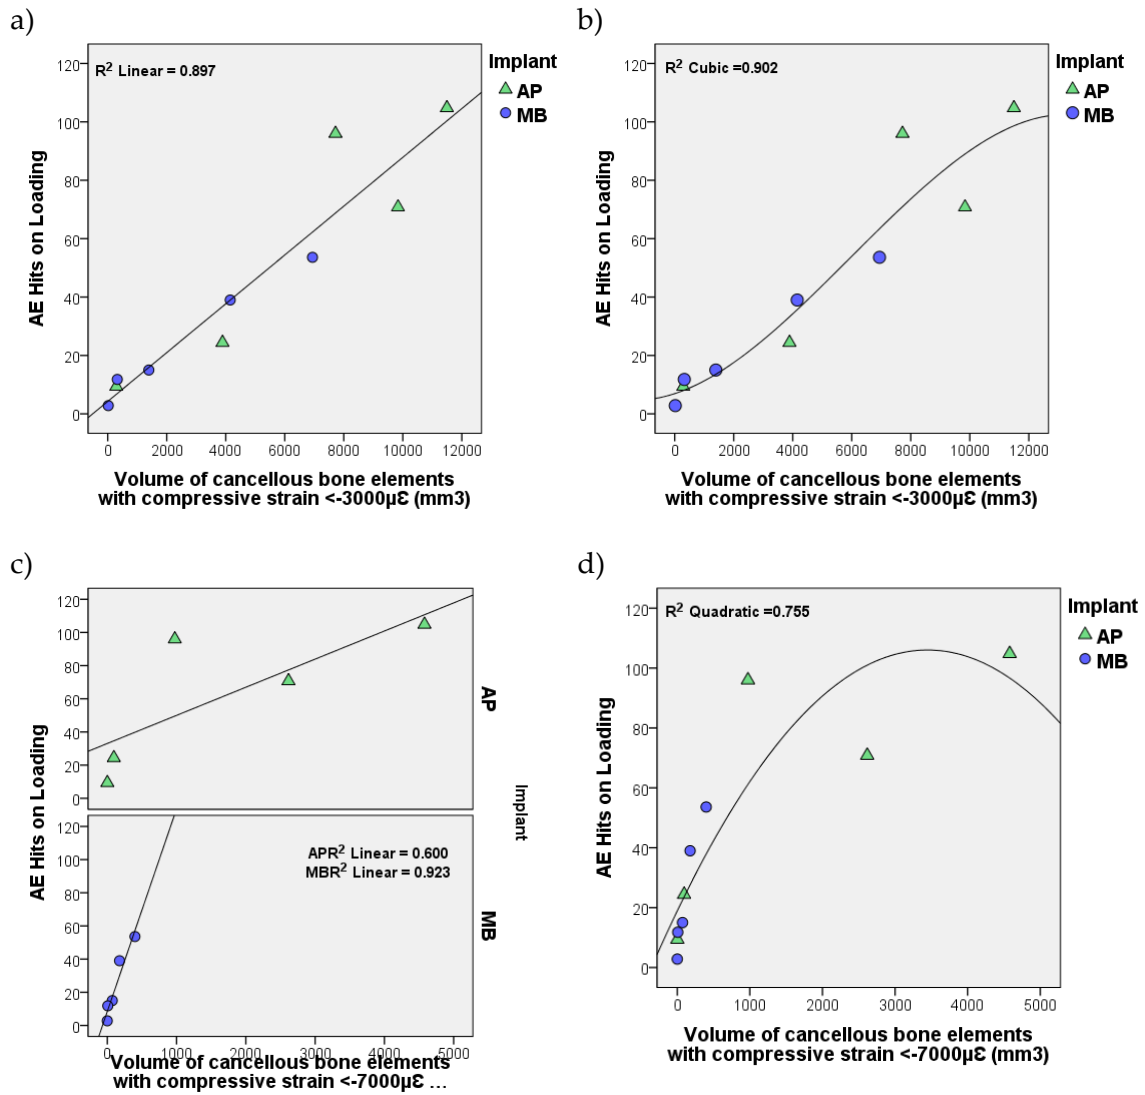 a)
R² Linear = 0.897
Implant
AP
MB
AE Hits on Loading
120
100
80
60
40
20
0
0 2000 4000 6000 8000 10000 12000
Volume of cancellous bone elements
with compressive strain <-3000µƐ (mm3)
b)
R² Cubic =0.902
Implant
AP
MB
AE Hits on Loading
120
100
80
60
40
20
0
0 2000 4000 6000 8000 10000 12000
Volume of cancellous bone elements
with compressive strain <-3000µƐ (mm3)
c)
AE Hits on Loading
120
100
80
60
40
20
0
AP
Implant
120
100
80
60
40
20
0
APR² Linear = 0.600
MBR² Linear = 0.923
MB
0 1000 2000 3000 4000 5000
Volume of cancellous bone elements
with compressive strain <-7000µƐ ...
d)
R² Quadratic =0.755
Implant
AP
MB
AE Hits on Loading
120
100
80
60
40
20
0
0 1000 2000 3000 4000 5000
Volume of cancellous bone elements
with compressive strain <-7000µƐ (mm3)